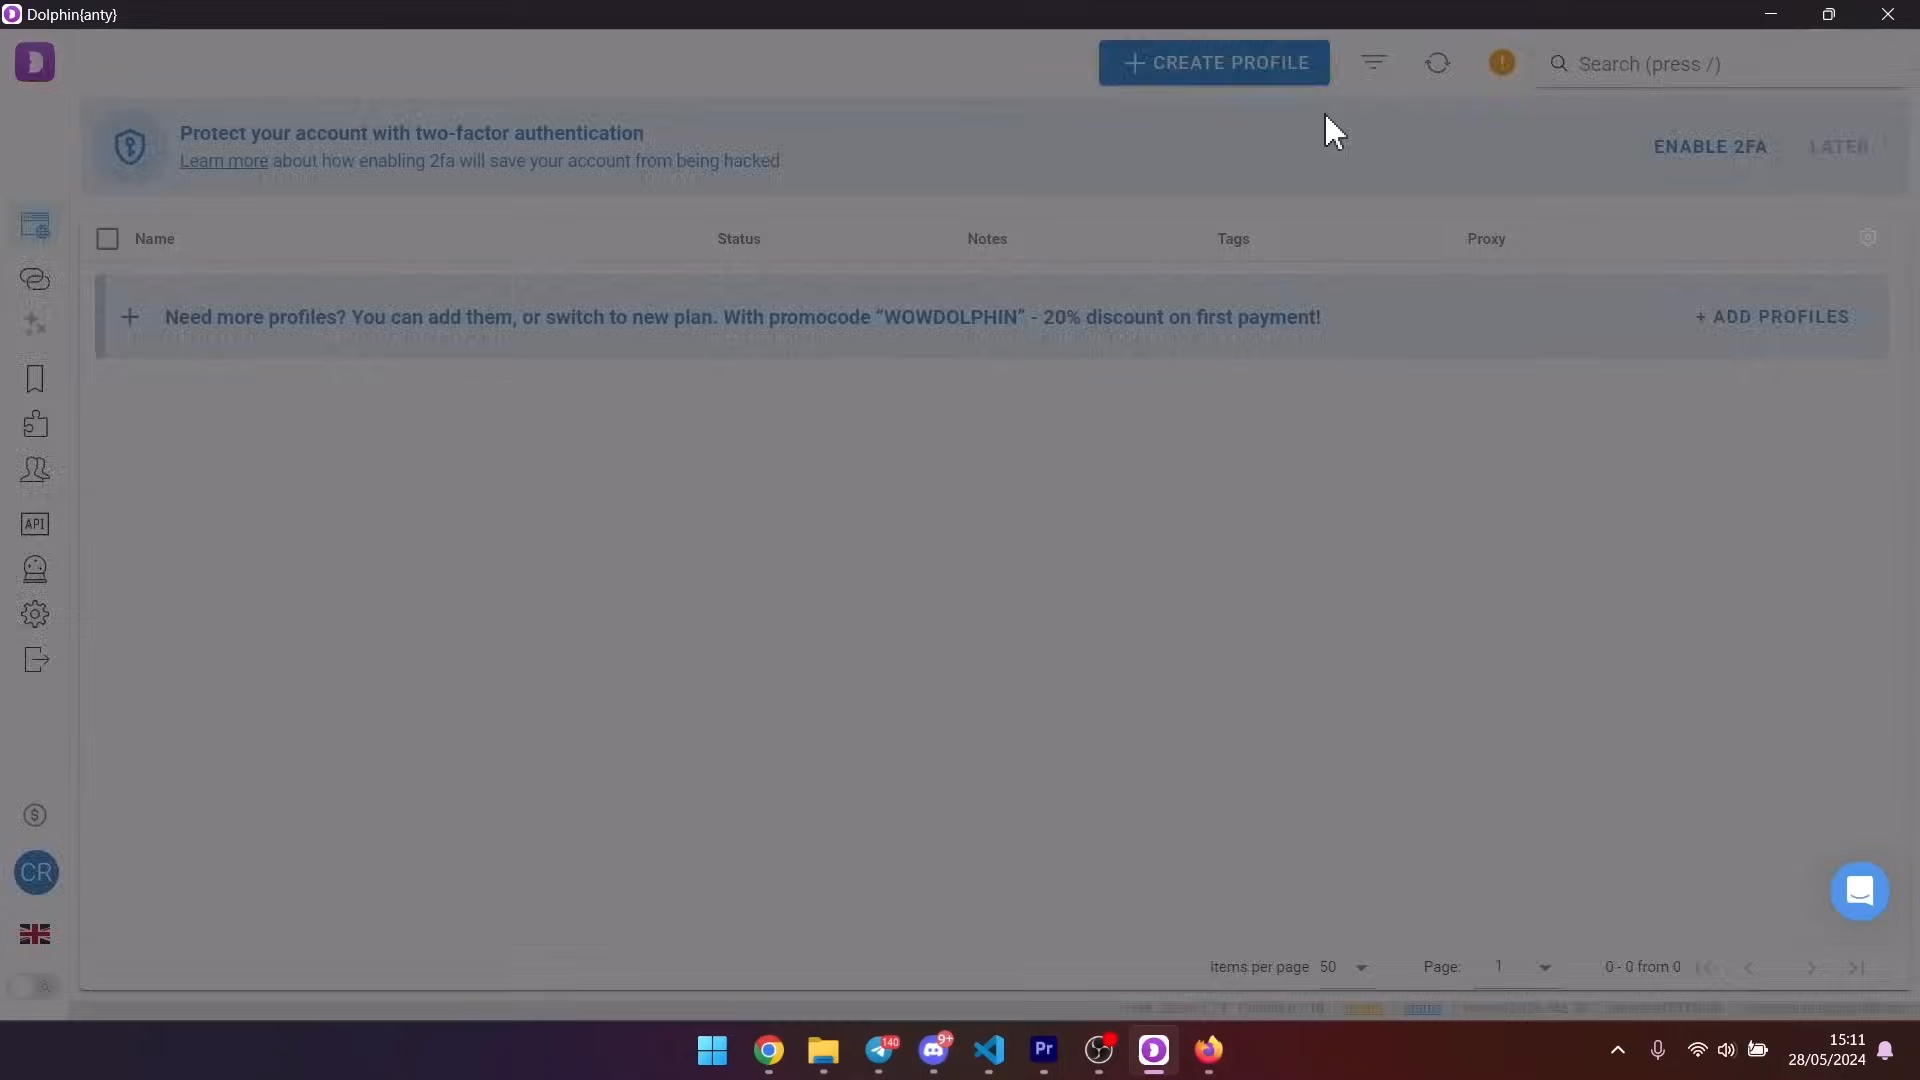 Dolphin{anty}
CREATE PROFILE
Search (press /)
Protect your account with two-factor authentication
Learn more about how enabling 2fa will save your account from being hacked
ENABLE 2FA
LATER
Name
Status
Notes
Tags
Proxy
+ Need more profiles? You can add them, or switch to new plan. With promocode “WOWDOLPHIN” - 20% discount on first payment!
+ ADD PROFILES
API
CR
Items per page 50
Page: 1
0 - 0 from 0
140
9+
Pr
15:11
28/05/2024